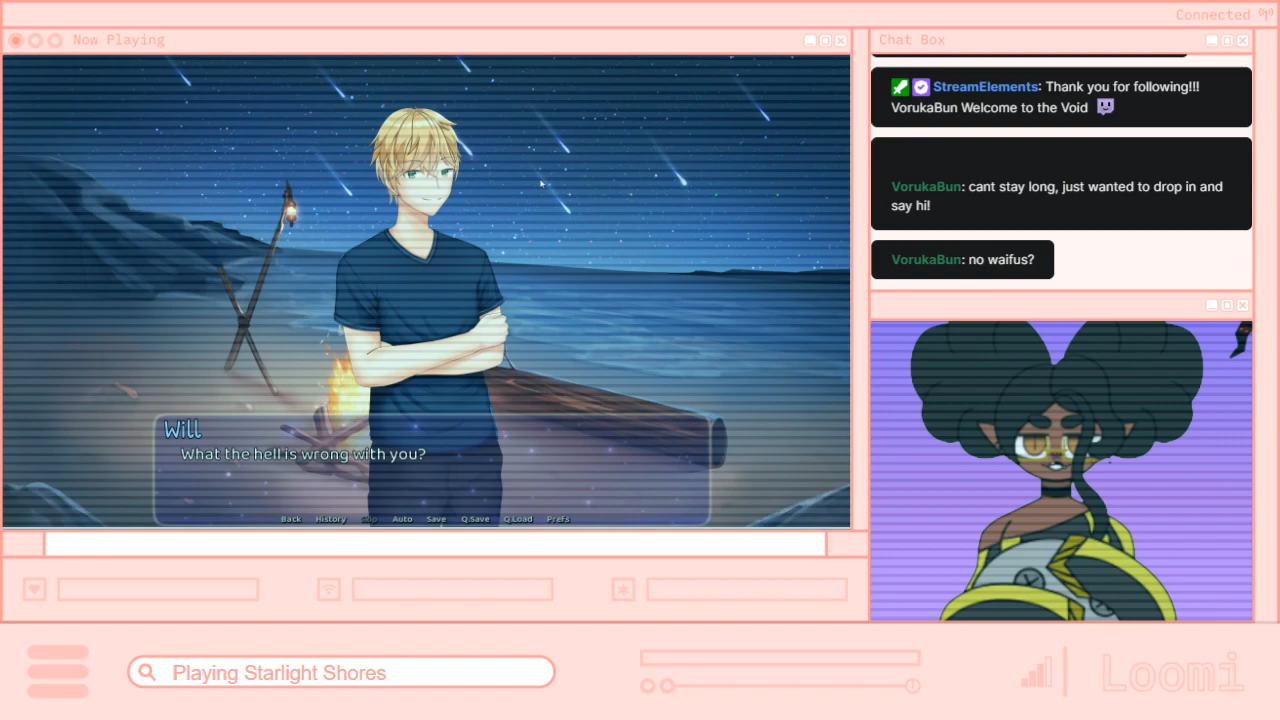 Connected
Now Playing
Chat Box
StreamElements: Thank you for following!!!
VorukaBun Welcome to the Void
VorukaBun: cant stay long, just wanted to drop in and
say hi!
VorukaBun: no waifus?
Will
What the hell is wrong with you?
Back History Skip Auto Save Q.Save Q.Load Prefs
Playing Starlight Shores
Loomi